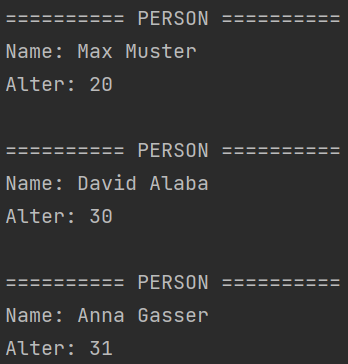 ========== PERSON ==========
Name: Max Muster
Alter: 20
========== PERSON ==========
Name: David Alaba
Alter: 30
========== PERSON ==========
Name: Anna Gasser
Alter: 31